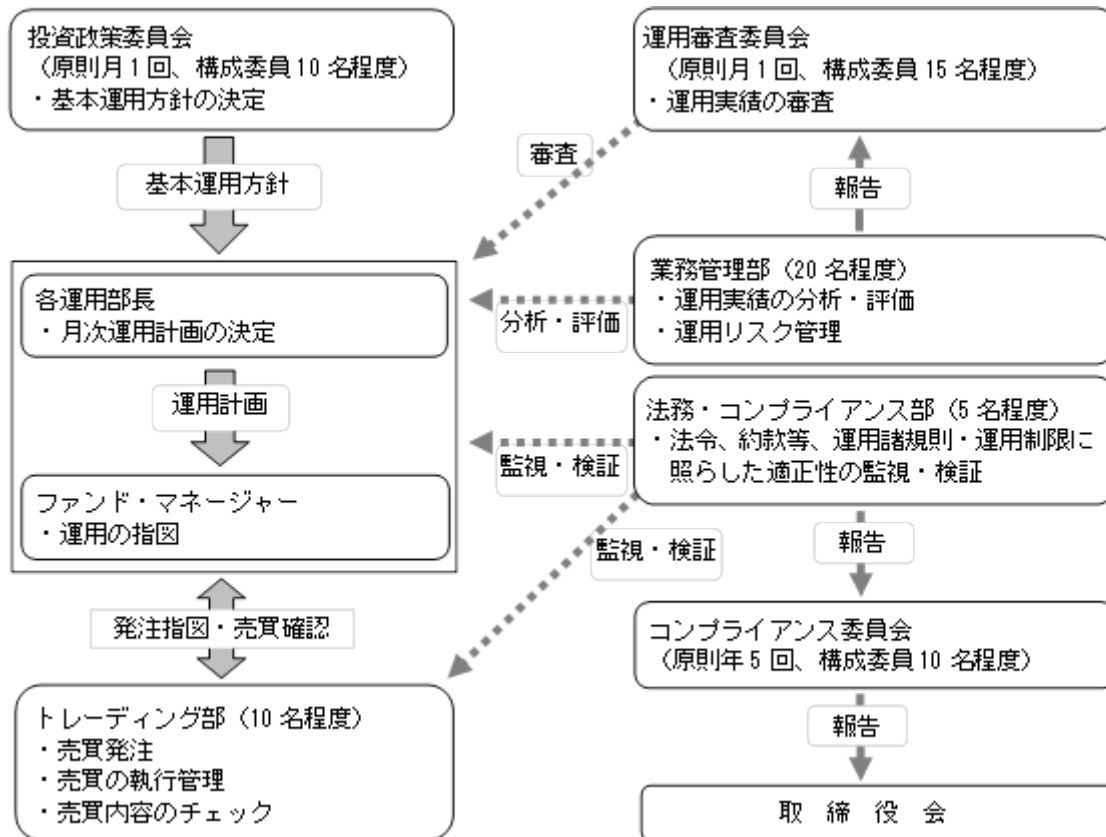 投資政策委員会
（原則月1回、構成委員10名程度）
・基本運用方針の決定
基本運用方針
各運用部長
・月次運用計画の決定
運用計画
ファンド・マネージャー
・運用の指図
発注指図・売買確認
トレーディング部（10名程度）
・売買発注
・売買の執行管理
・売買内容のチェック
運用審査委員会
（原則月1回、構成委員15名程度）
・運用実績の審査
審査
報告
業務管理部（20名程度）
・運用実績の分析・評価
・運用リスク管理
分析・評価
法務・コンプライアンス部（5名程度）
・法令、約款等、運用諸規則・運用制限に
照らした適正性の監視・検証
監視・検証
監視・検証
報告
コンプライアンス委員会
（原則年5回、構成委員10名程度）
報告
取締役会